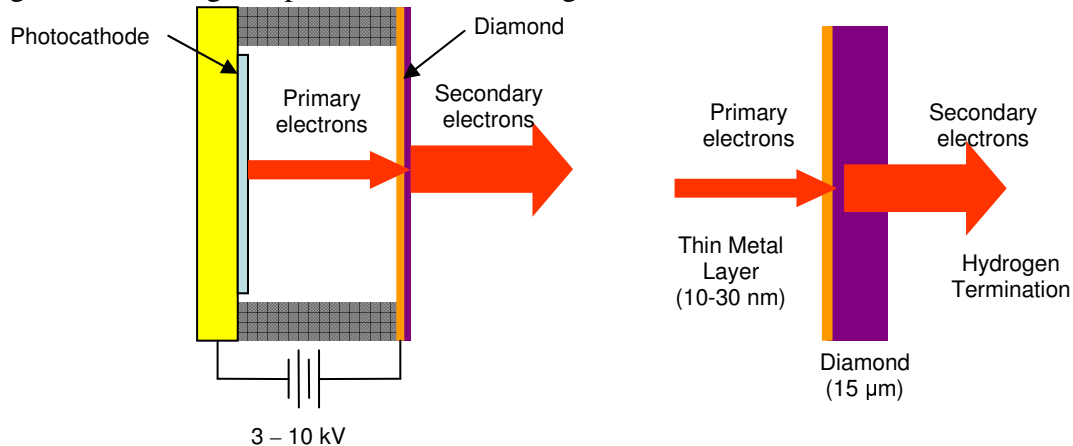 Photocathode
Diamond
Primary
electrons
Secondary
electrons
3 – 10 kV
Primary
electrons
Secondary
electrons
Thin Metal
Layer
(10-30 nm)
Hydrogen
Termination
Diamond
(15 µm)